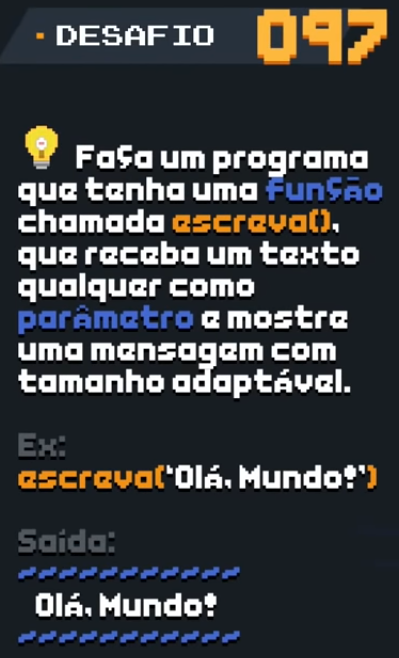 DESAFIO 097
Faça um programa
que tenha uma função
chamada escreva(),
que receba um texto
qualquer como
parâmetro e mostre
uma mensagem com
tamanho adaptável.
Ex:
escreva('Olá, Mundo!')
Saída:
~~~~~~~~~~~
Olá, Mundo!
~~~~~~~~~~~